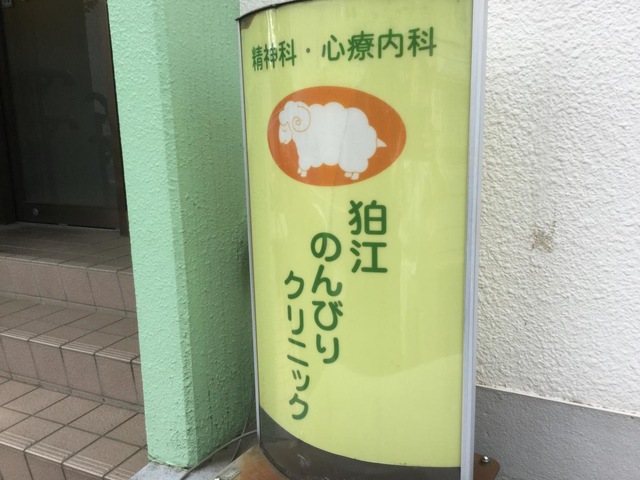 精神科・心療内科
狛江
のんびり
クリニック